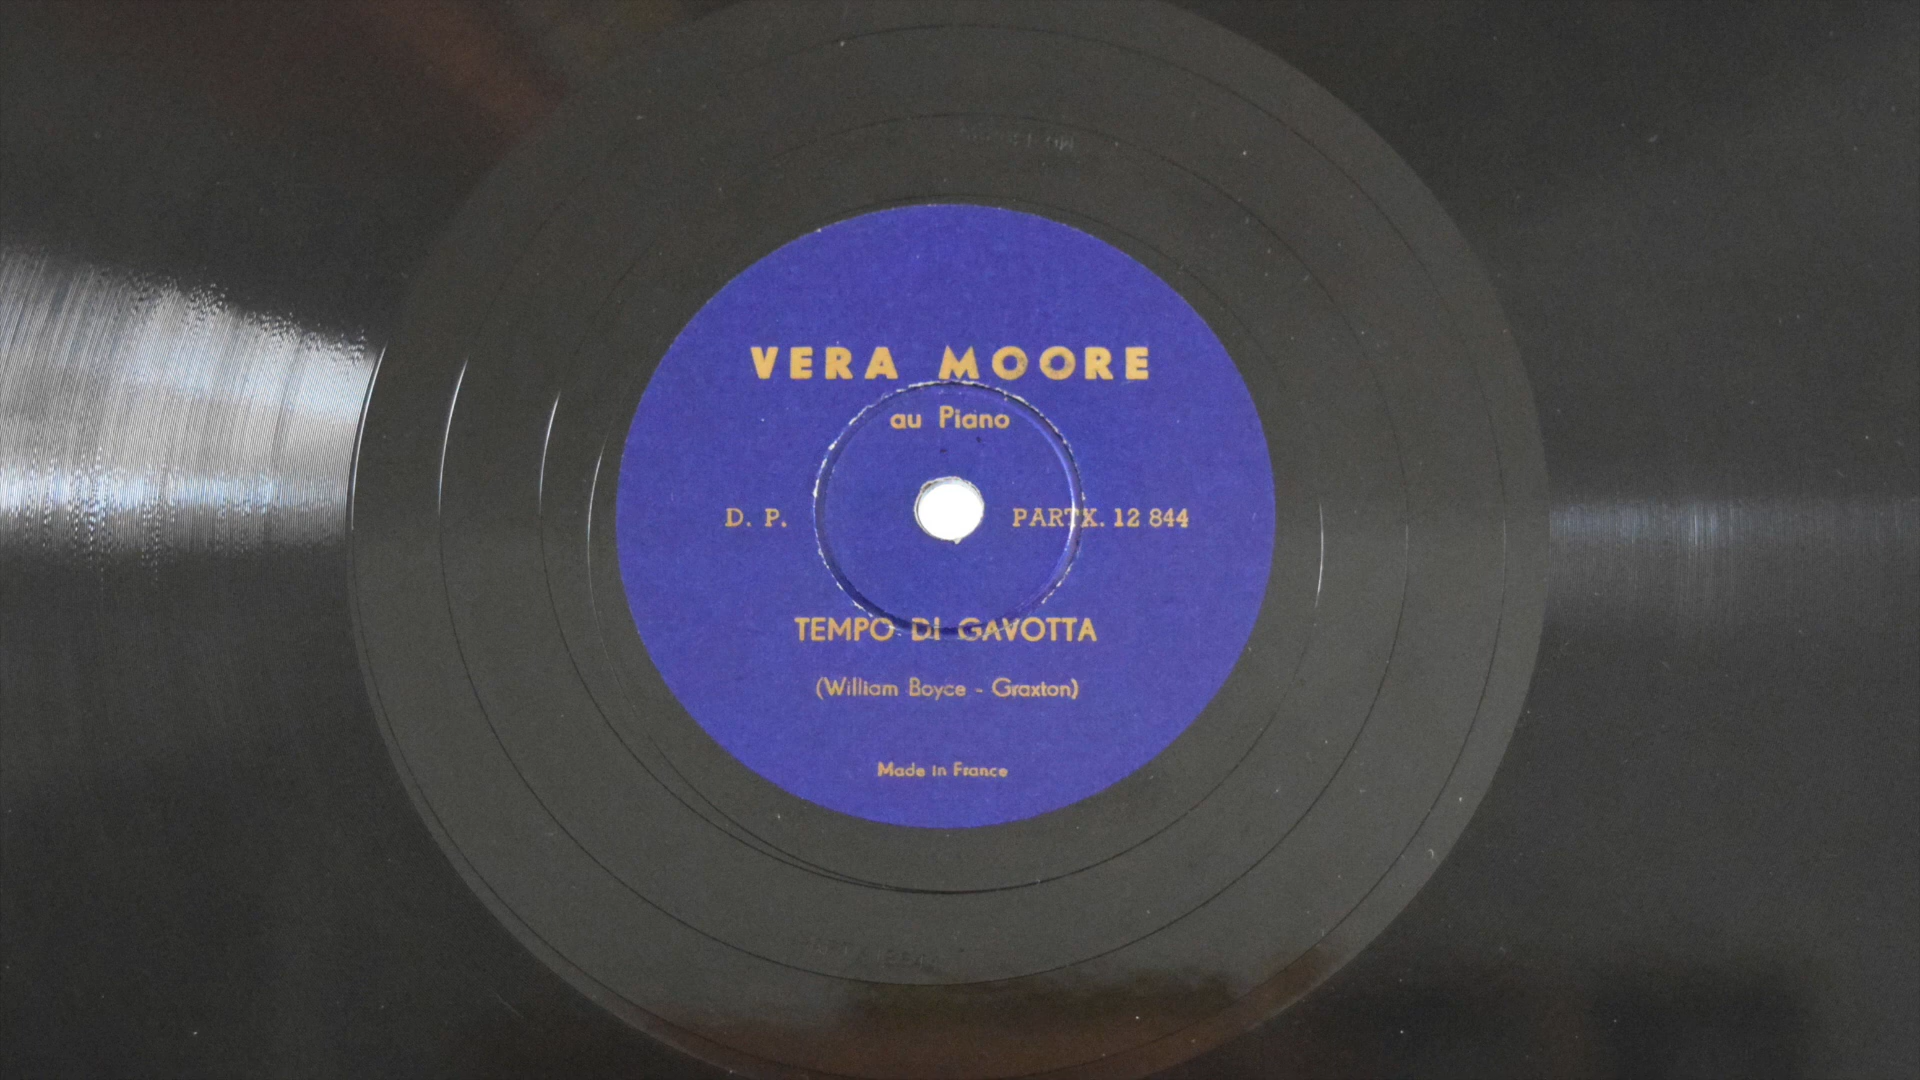 VERA MOORE
au Piano
D. P. PARTX. 12 844
TEMPO DI GAVOTTA
(William Boyce - Graxton)
Made in France